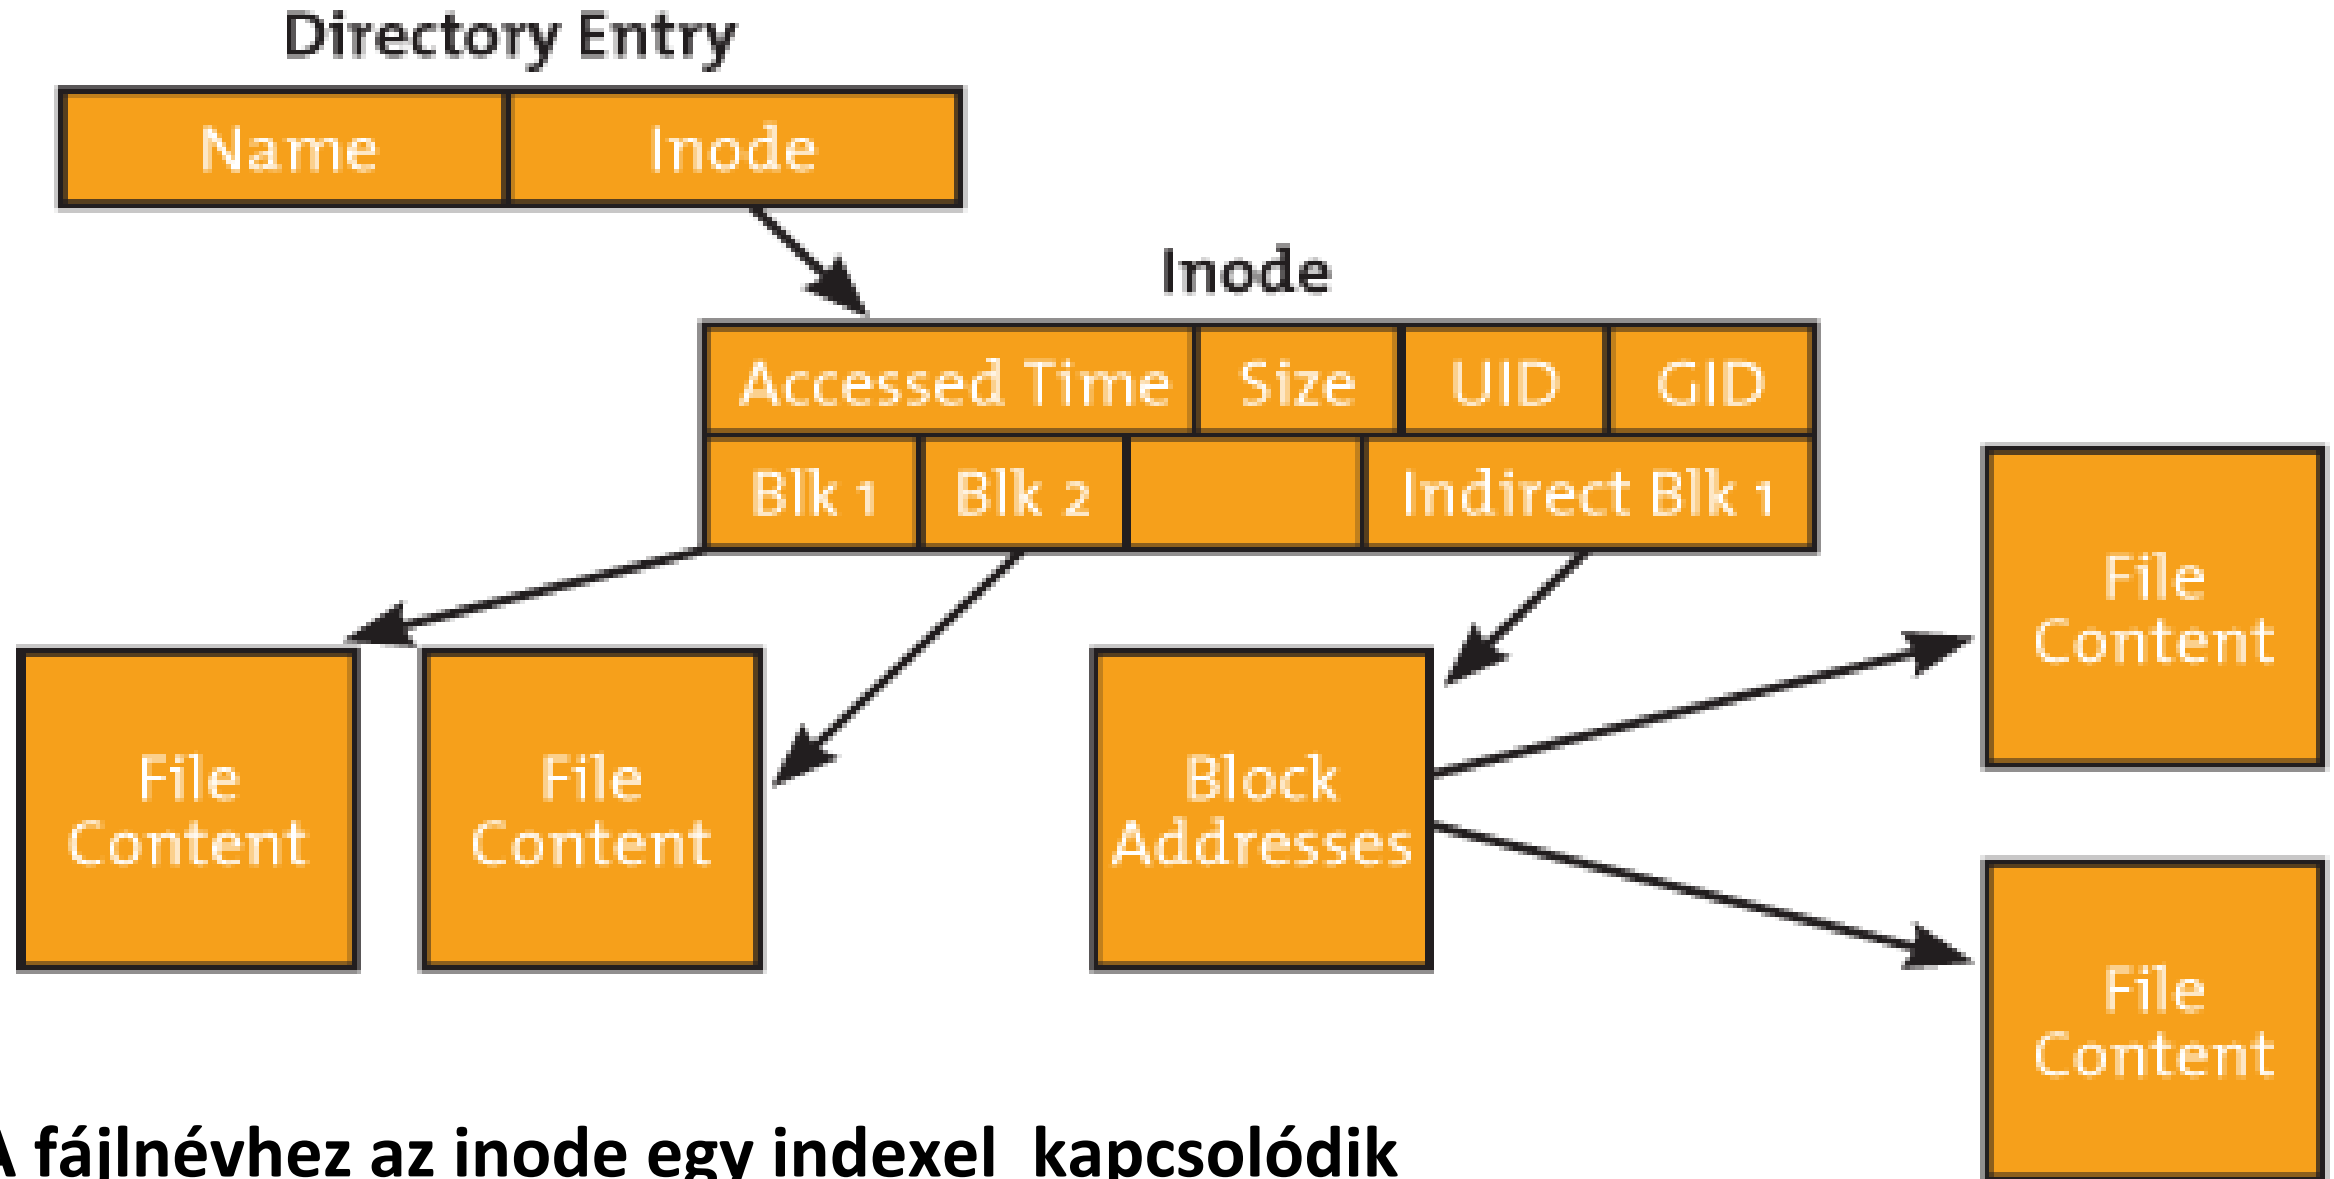 Directory Entry
Name
Inode
Inode
Accessed Time
Size
UID
GID
Blk 1
Blk 2
Indirect Blk 1
File
Content
File
Content
Block
Addresses
File
Content
File
Content
A fájlnévhez az inode egy indexel kapcsolódik